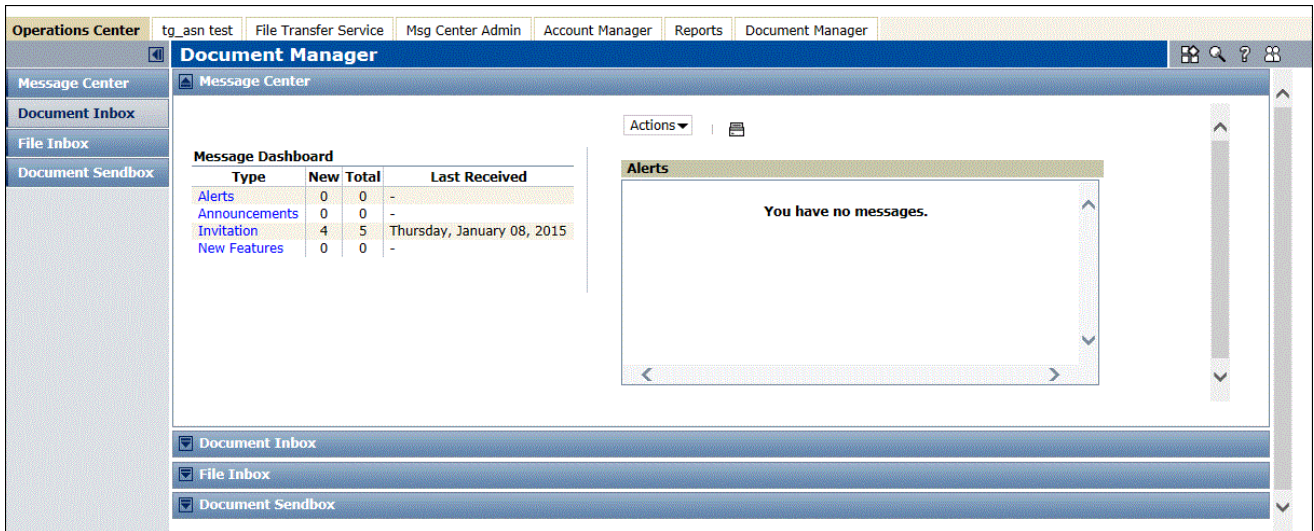 Operations Center tg_asn test File Transfer Service Msg Center Admin Account Manager Reports Document Manager
Document Manager
Message Center
Document Inbox
File Inbox
Document Sendbox
Message Center
Actions
Message Dashboard
Type New Total Last Received
Alerts 0 0 -
Announcements 0 0 -
Invitation 4 5 Thursday, January 08, 2015
New Features 0 0 -
Alerts
You have no messages.
Document Inbox
File Inbox
Document Sendbox